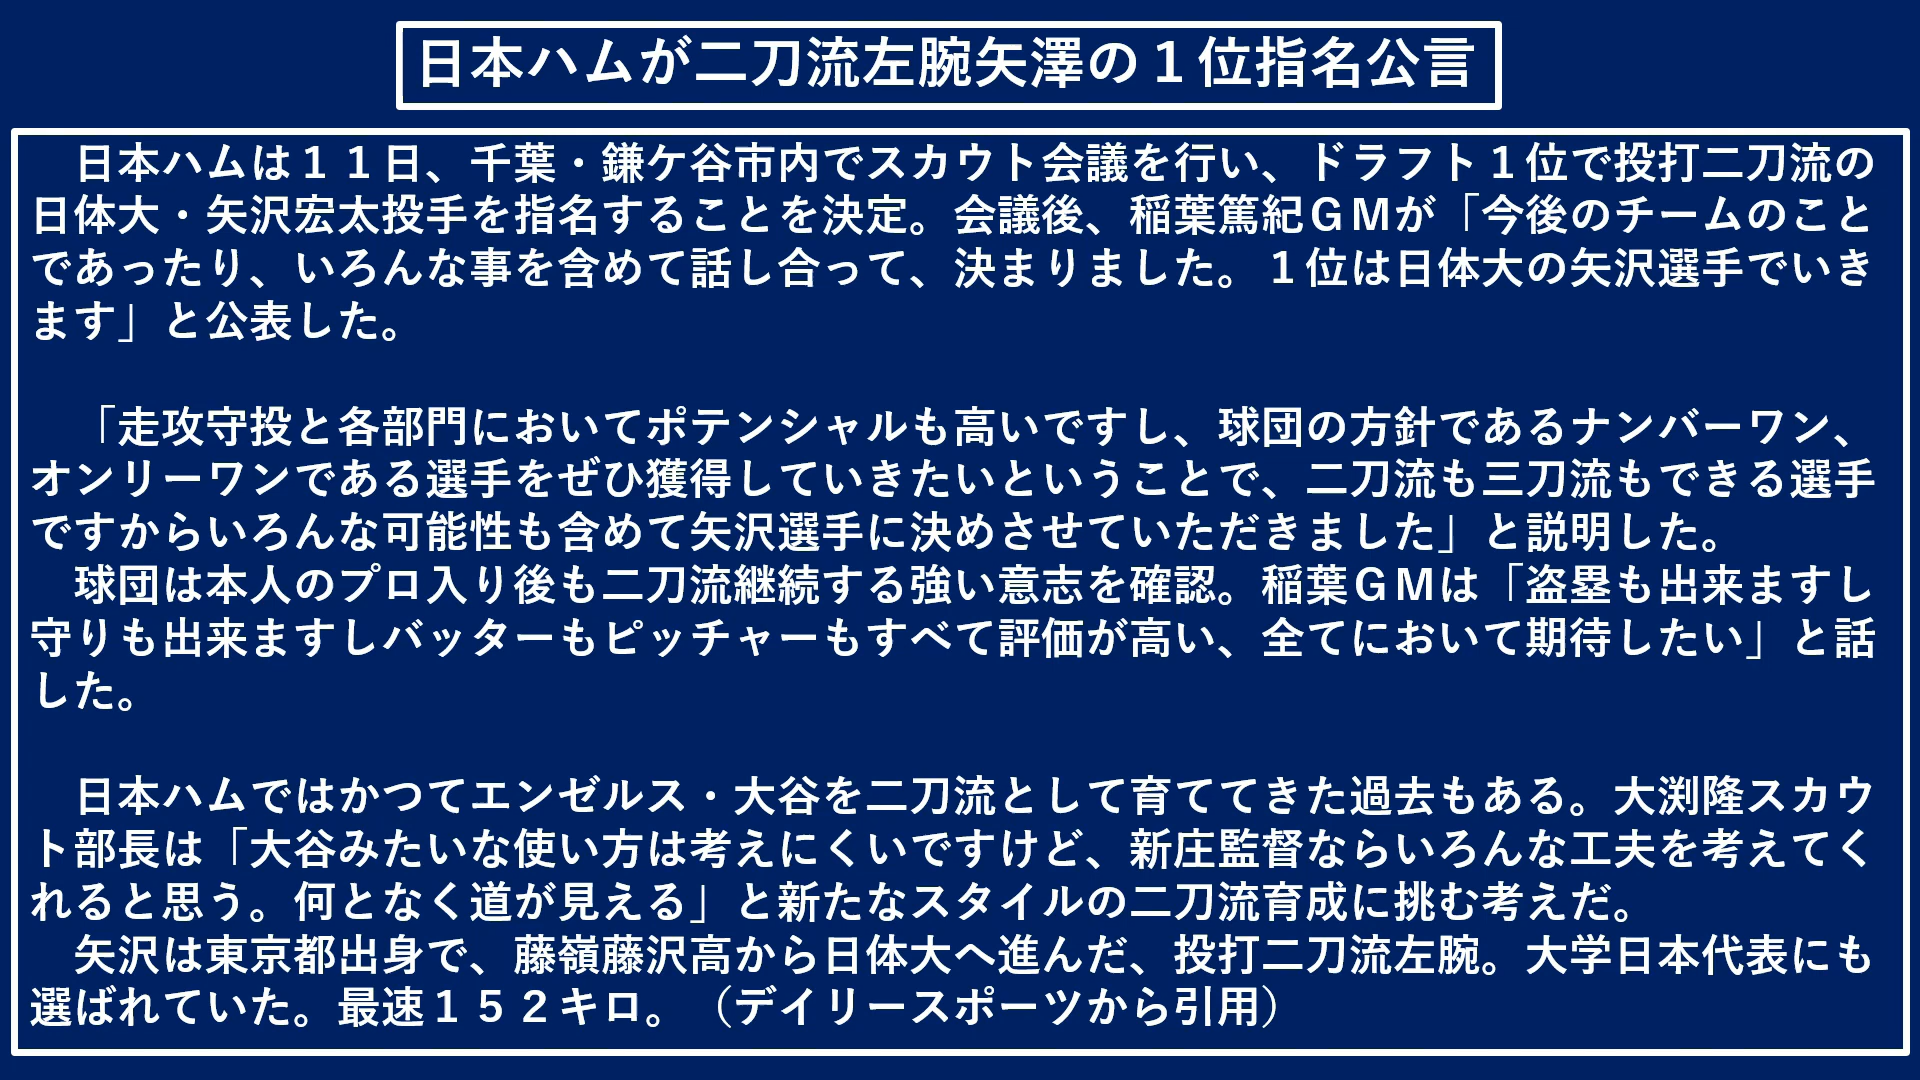 日本ハムが二刀流左腕矢澤の１位指名公言
日本ハムは１１日、千葉・鎌ケ谷市内でスカウト会議を行い、ドラフト１位で投打二刀流の
日体大・矢沢宏太投手を指名することを決定。会議後、稲葉篤紀ＧＭが「今後のチームのこと
であったり、いろんな事を含めて話し合って、決まりました。１位は日体大の矢沢選手でいき
ます」と公表した。
「走攻守投と各部門においてポテンシャルも高いですし、球団の方針であるナンバーワン、
オンリーワンである選手をぜひ獲得していきたいということで、二刀流も三刀流もできる選手
ですからいろんな可能性も含めて矢沢選手に決めさせていただきました」と説明した。
球団は本人のプロ入り後も二刀流継続する強い意志を確認。稲葉ＧＭは「盗塁も出来ますし
守りも出来ますしバッターもピッチャーもすべて評価が高い、全てにおいて期待したい」と話
した。
日本ハムではかつてエンゼルス・大谷を二刀流として育ててきた過去もある。大渕隆スカウ
ト部長は「大谷みたいな使い方は考えにくいですけど、新庄監督ならいろんな工夫を考えてく
れると思う。何となく道が見える」と新たなスタイルの二刀流育成に挑む考えだ。
矢沢は東京都出身で、藤嶺藤沢高から日体大へ進んだ、投打二刀流左腕。大学日本代表にも
選ばれていた。最速１５２キロ。（デイリースポーツから引用）